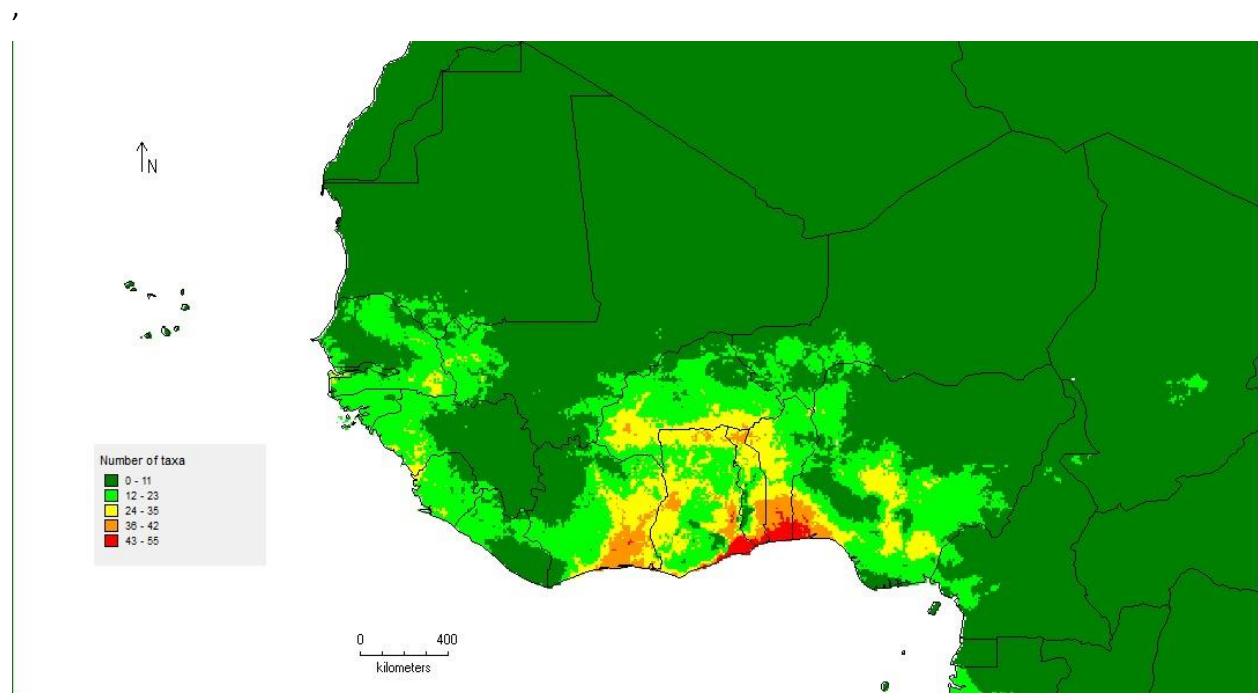 ,
N
Number of taxa
0 - 11
12 - 23
24 - 35
36 - 42
43 - 55
0 400
kilometers